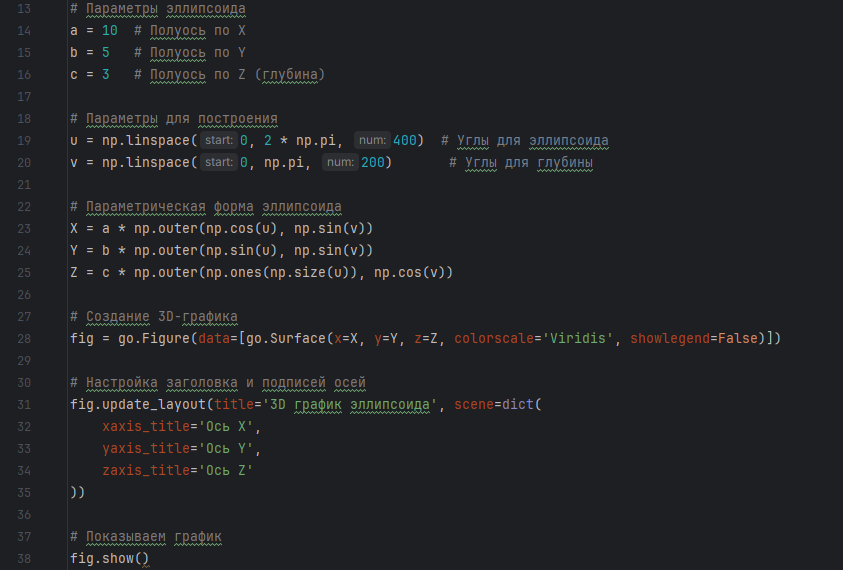 13 # Параметры эллипсоида
14 a = 10 # Полуось по X
15 b = 5 # Полуось по Y
16 c = 3 # Полуось по Z (глубина)
17
18 # Параметры для построения
19 u = np.linspace( start: 0, 2 * np.pi, num: 400) # Углы для эллипсоида
20 v = np.linspace( start: 0, np.pi, num: 200) # Углы для глубины
21
22 # Параметрическая форма эллипсоида
23 X = a * np.outer(np.cos(u), np.sin(v))
24 Y = b * np.outer(np.sin(u), np.sin(v))
25 Z = c * np.outer(np.ones(np.size(u)), np.cos(v))
26
27 # Создание 3D-графика
28 fig = go.Figure(data=[go.Surface(x=X, y=Y, z=Z, colorscale='Viridis', showlegend=False)])
29
30 # Настройка заголовка и подписей осей
31 fig.update_layout(title='3D график эллипсоида', scene=dict(
32 xaxis_title='Ось X',
33 yaxis_title='Ось Y',
34 zaxis_title='Ось Z'
35 ))
36
37 # Показываем график
38 fig.show()